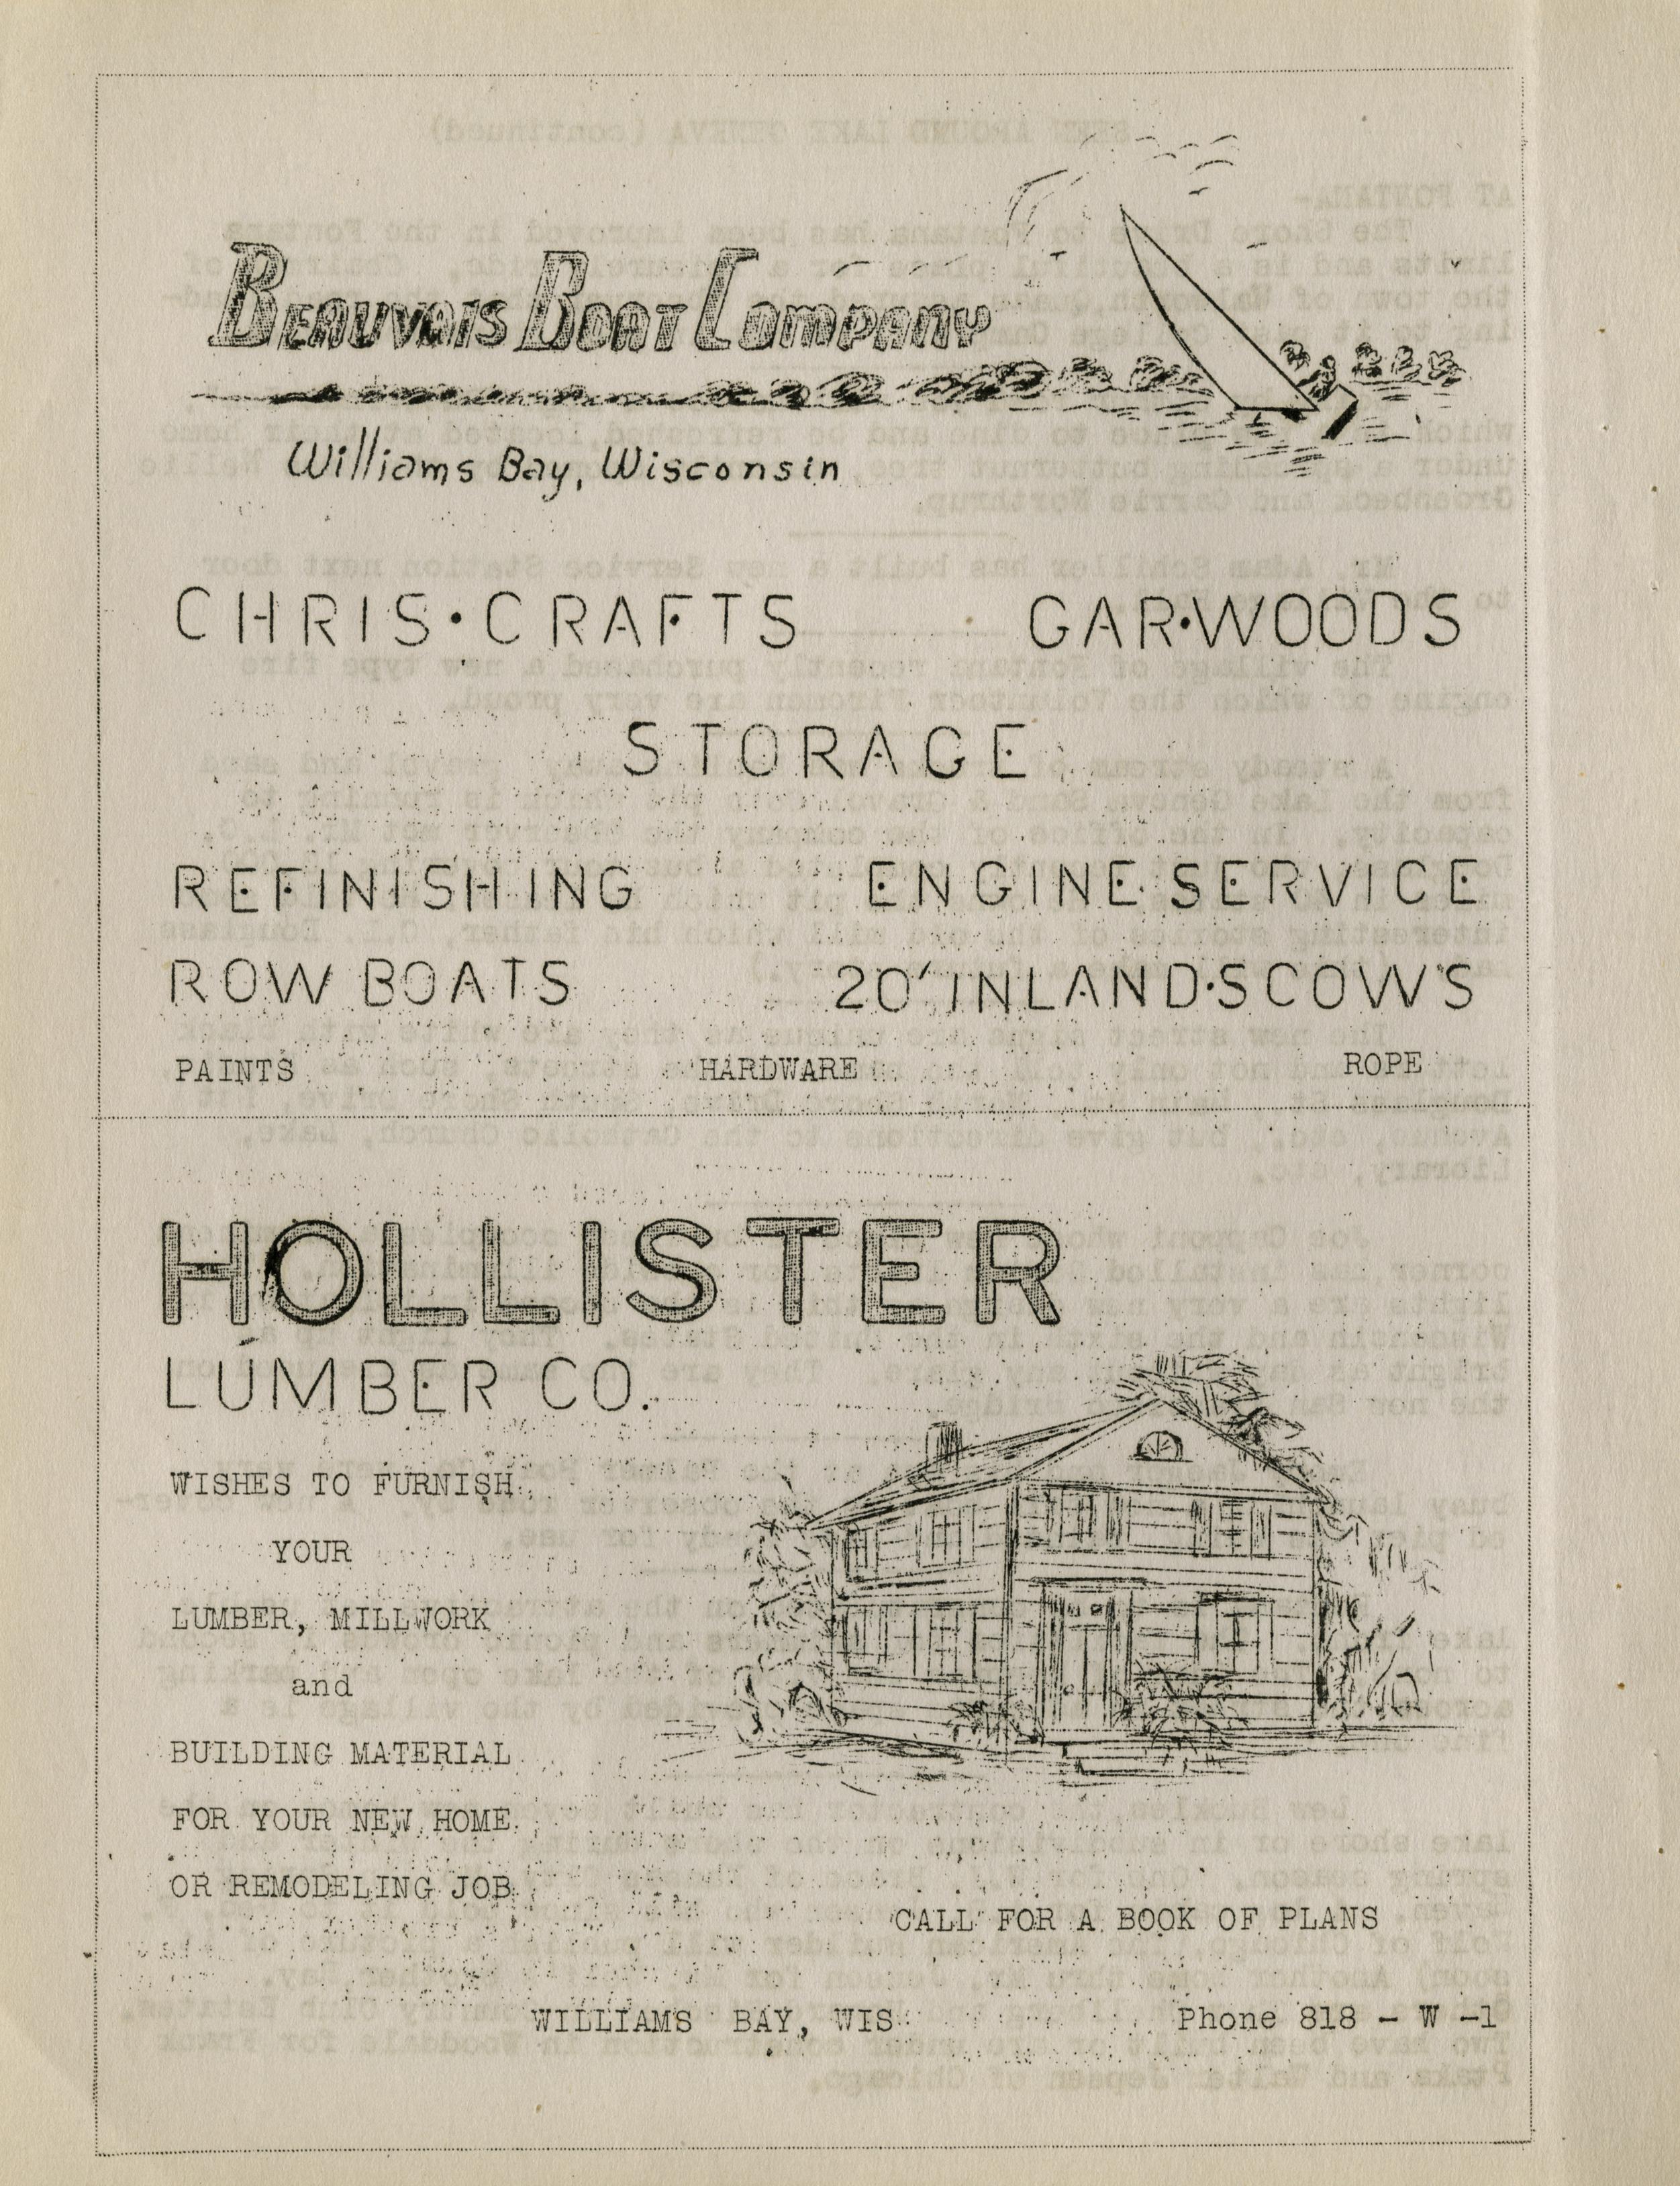 BEAUVAIS BOAT COMPANY
Williams Bay, Wisconsin
CHRIS·CRAFTS GAR·WOODS
STORAGE
REFINISHING ENGINE SERVICE
ROW BOATS 20' INLAND·SCOWS
PAINTS HARDWARE ROPE
HOLLISTER
LUMBER CO.
WISHES TO FURNISH
YOUR
LUMBER, MILLWORK
and
BUILDING MATERIAL
FOR YOUR NEW HOME
OR REMODELING JOB
CALL FOR A BOOK OF PLANS
WILLIAMS BAY, WIS Phone 818 - W -1